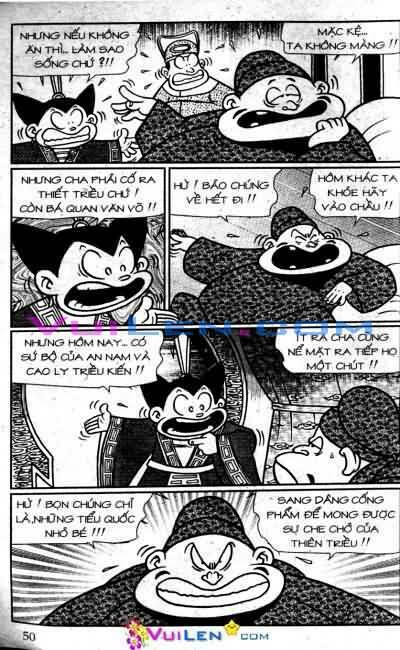 NHƯNG NẾU KHÔNG
ĂN THÌ... LÀM SAO
SỐNG CHỨ ?!!
MẶC KỆ...
TA KHÔNG MÀNG !!
NHƯNG CHA PHẢI CỐ RA
THIẾT TRIỀU CHỨ !
CÒN BÁ QUAN VĂN VÕ !!
HỪ ! BẢO CHÚNG
VỀ HẾT ĐI !!
HÔM KHÁC TA
KHỎE HÃY
VÀO CHẦU !!
VUILEN.COM
NHƯNG HÔM NAY... CÓ
SỨ BỘ CỦA AN NAM VÀ
CAO LY TRIỀU KIẾN !!
ÍT RA CHA CŨNG
NỂ MẶT RA TIẾP HỌ
MỘT CHÚT !!
HỪ ! BỌN CHÚNG CHỈ
LÀ NHỮNG TIỂU QUỐC
NHỎ BÉ !!!
SANG DÂNG CỐNG
PHẨM ĐỂ MONG ĐƯỢC
SỰ CHE CHỞ CỦA
THIÊN TRIỀU !!
50
VUILEN.COM